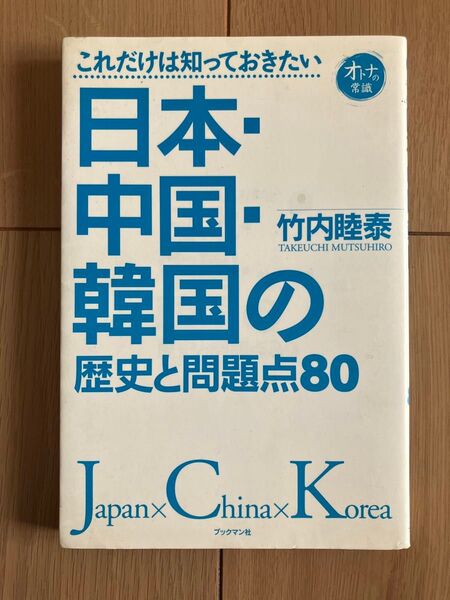 これだけは知っておきたい
オトナの
常識
日本・
中国・
韓国の
歴史と問題点80
竹内睦泰
TAKEUCHI MUTSUHIRO
Japan×China×Korea
ブックマン社